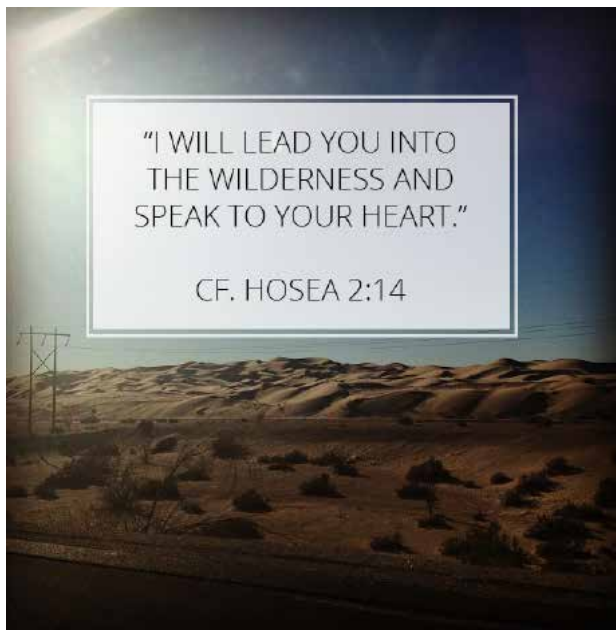 “I WILL LEAD YOU INTO
THE WILDERNESS AND
SPEAK TO YOUR HEART.”
CF. HOSEA 2:14